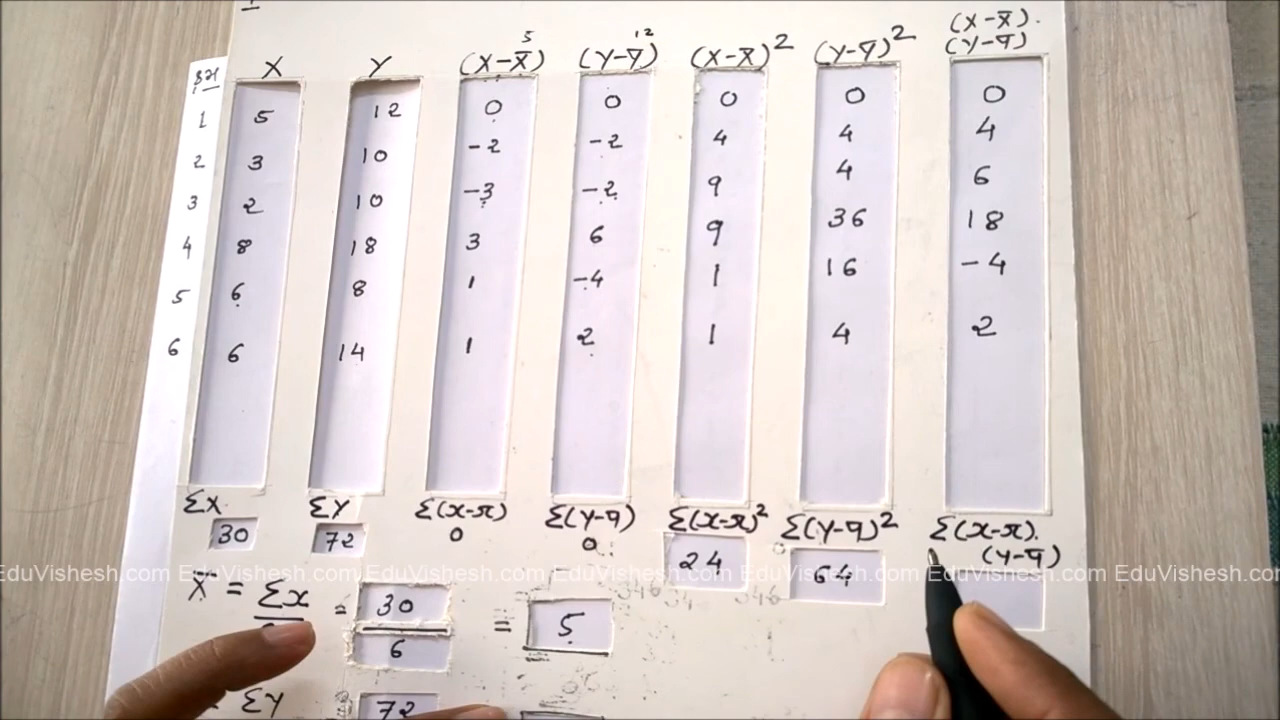 (X-X̄).
5 12
क्रम X Y (X-X̄) (Y-Ȳ) (X-X̄)² (Y-Ȳ)² (Y-Ȳ)
1 5 12 0 0 0 0 0
2 3 10 -2 -2 4 4 4
3 2 10 -3 -2 9 4 6
4 8 18 3 6 9 36 18
5 6 8 1 -4 1 16 -4
6 6 14 1 2 1 4 2
ΣX ΣY Σ(x-x̄) Σ(y-ȳ) Σ(x-x̄)² Σ(y-ȳ)² Σ(x-x̄).
30 72 0 0 24 64 (y-ȳ)
EduVishesh.com EduVishesh.com EduVishesh.com EduVishesh.com EduVishesh.com EduVishesh.com EduVishesh.com
X̄ = Σx = 30 = 5
6
ΣY 72